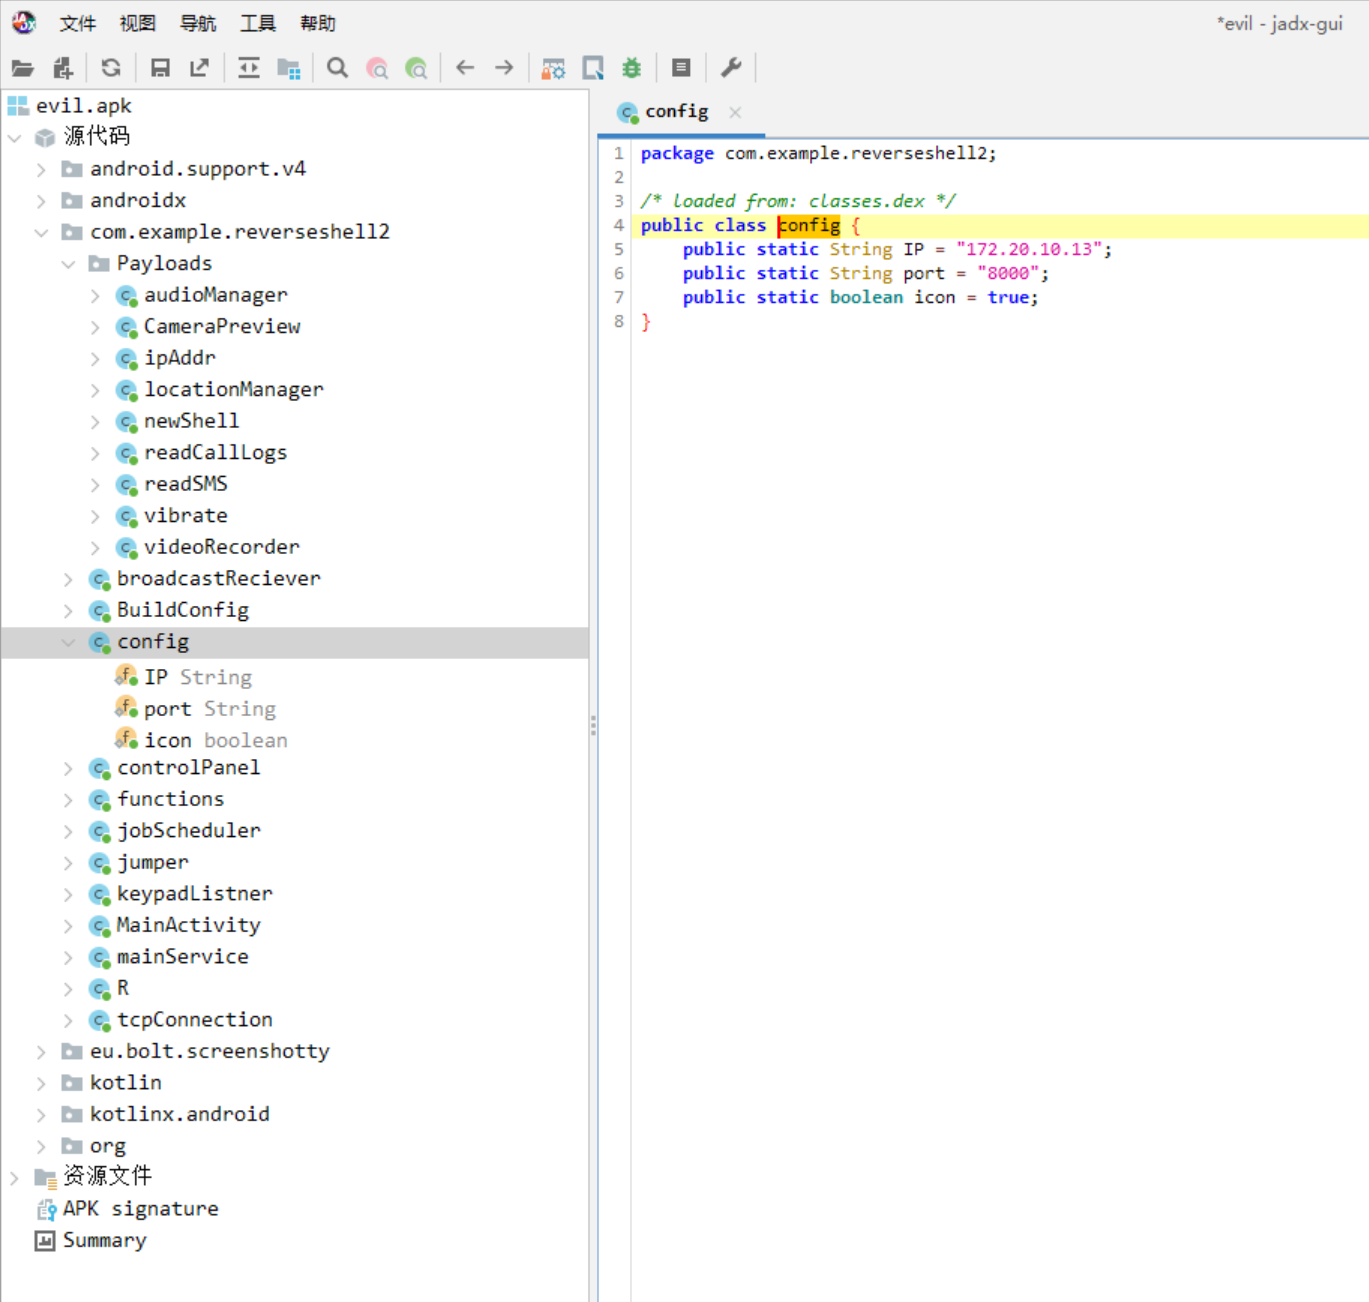 文件 视图 导航 工具 帮助
*evil - jadx-gui
evil.apk
源代码
android.support.v4
androidx
com.example.reverseshell2
Payloads
audioManager
CameraPreview
ipAddr
locationManager
newShell
readCallLogs
readSMS
vibrate
videoRecorder
broadcastReciever
BuildConfig
config
IP String
port String
icon boolean
controlPanel
functions
jobScheduler
jumper
keypadListner
MainActivity
mainService
R
tcpConnection
eu.bolt.screenshotty
kotlin
kotlinx.android
org
资源文件
APK signature
Summary
config
1 package com.example.reverseshell2;
2
3 /* loaded from: classes.dex */
4 public class config {
5 public static String IP = "172.20.10.13";
6 public static String port = "8000";
7 public static boolean icon = true;
8 }